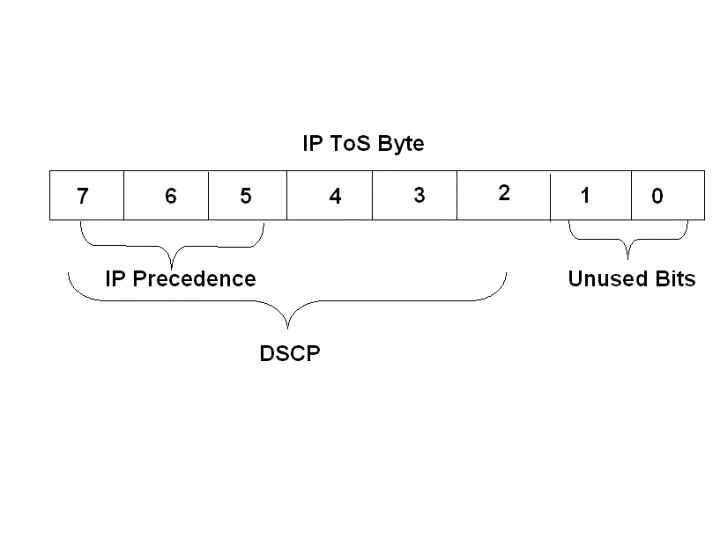 IP ToS Byte
7 6 5 4 3 2 1 0
IP Precedence Unused Bits
DSCP